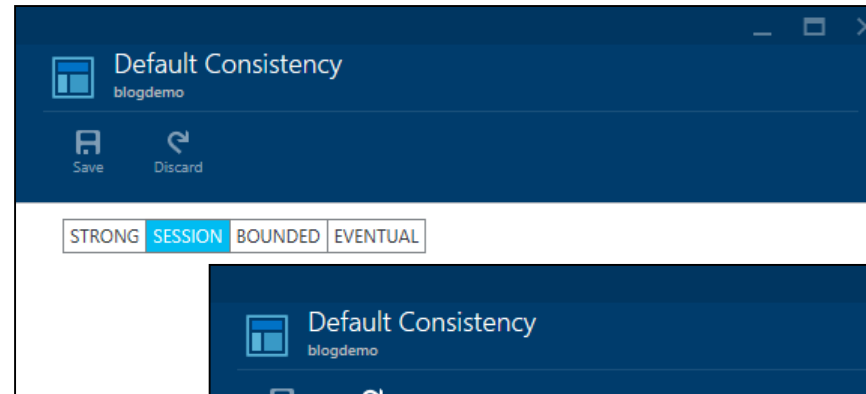 Default Consistency
blogdemo
Save Discard
STRONG SESSION BOUNDED EVENTUAL
Default Consistency
blogdemo